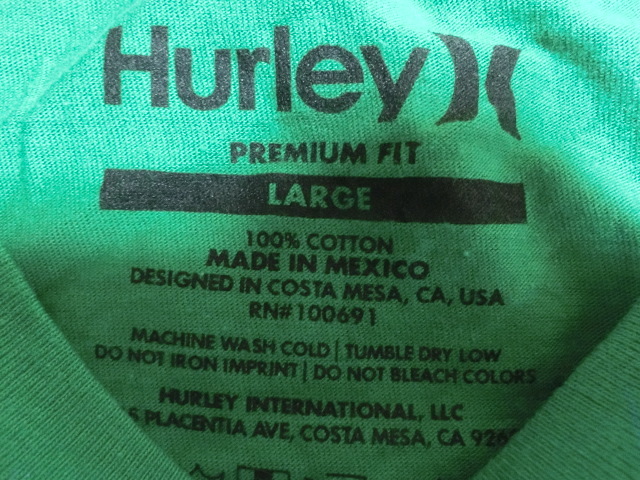 Hurley
PREMIUM FIT
LARGE
100% COTTON
MADE IN MEXICO
DESIGNED IN COSTA MESA, CA, USA
RN#100691
MACHINE WASH COLD | TUMBLE DRY LOW
DO NOT IRON IMPRINT | DO NOT BLEACH COLORS
HURLEY INTERNATIONAL, LLC
PLACENTIA AVE, COSTA MESA, CA